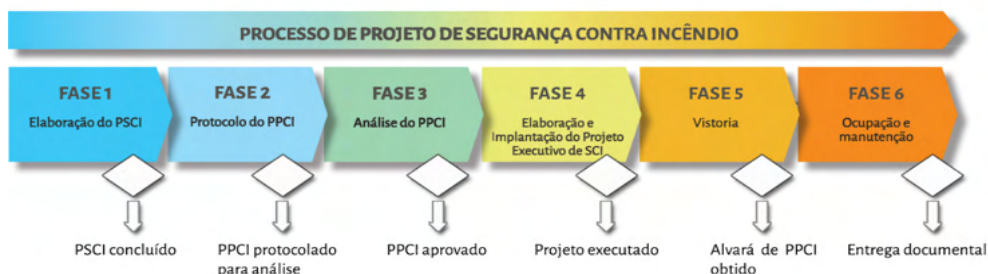 PROCESSO DE PROJETO DE SEGURANÇA CONTRA INCÊNDIO
FASE 1
Elaboração do PSCI
FASE 2
Protocolo do PPCI
FASE 3
Análise do PPCI
FASE 4
Elaboração e
Implantação do Projeto
Executivo de SCI
FASE 5
Vistoria
FASE 6
Ocupação e
manutenção
PSCI concluído
PPCI protocolado
para análise
PPCI aprovado
Projeto executado
Alvará de PPCI
obtido
Entrega documental